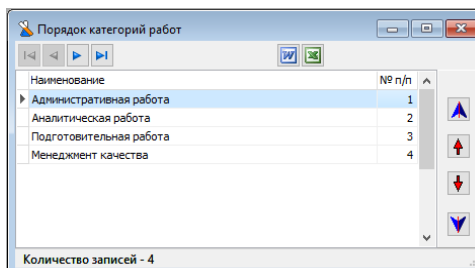 Порядок категорий работ
Наименование № п/п
Административная работа 1
Аналитическая работа 2
Подготовительная работа 3
Менеджмент качества 4
Количество записей - 4